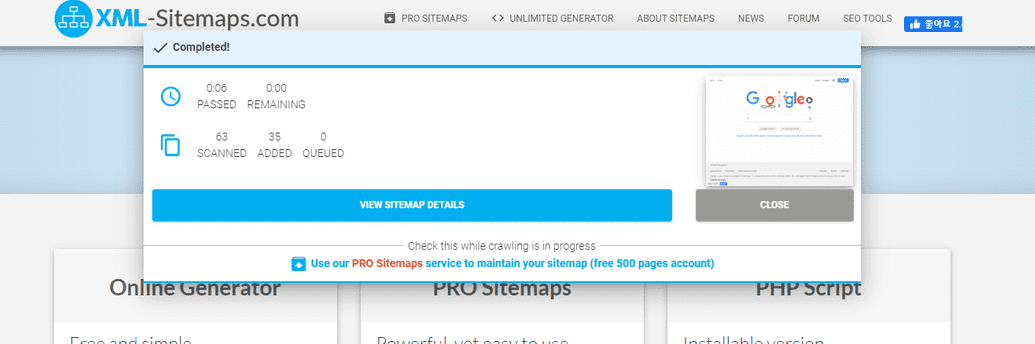 XML-Sitemaps.com
PRO SITEMAPS
UNLIMITED GENERATOR
ABOUT SITEMAPS
NEWS
FORUM
SEO TOOLS
좋아요 2.
Completed!
0:06
0:00
PASSED
REMAINING
63
35
0
SCANNED
ADDED
QUEUED
Google
VIEW SITEMAP DETAILS
CLOSE
Check this while crawling is in progress
Use our PRO Sitemaps service to maintain your sitemap (free 500 pages account)
Online Generator
PRO Sitemaps
PHP Script
Free and simple
Powerful, yet easy to use
Installable version